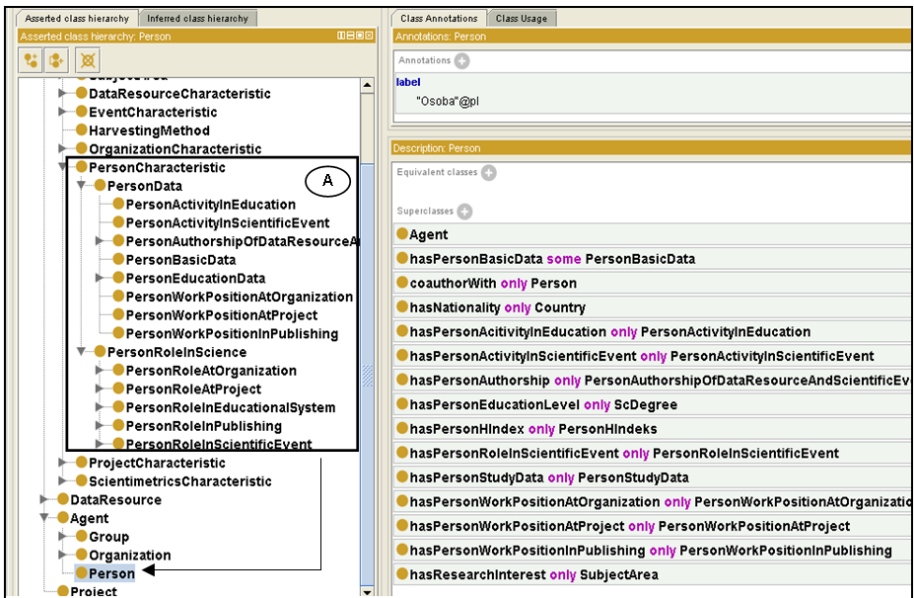 Asserted class hierarchy Inferred class hierarchy
Asserted class hierarchy: Person
SubjectArea
DataResourceCharacteristic
EventCharacteristic
HarvestingMethod
OrganizationCharacteristic
PersonCharacteristic
A
PersonData
PersonActivityInEducation
PersonActivityInScientificEvent
PersonAuthorshipOfDataResourceA
PersonBasicData
PersonEducationData
PersonWorkPositionAtOrganization
PersonWorkPositionAtProject
PersonWorkPositionInPublishing
PersonRoleInScience
PersonRoleAtOrganization
PersonRoleAtProject
PersonRoleInEducationalSystem
PersonRoleInPublishing
PersonRoleInScientificEvent
ProjectCharacteristic
ScientimetricsCharacteristic
DataResource
Agent
Group
Organization
Person
Project
Class Annotations Class Usage
Annotations: Person
Annotations
label
"Osoba"@pl
Description: Person
Equivalent classes
Superclasses
Agent
hasPersonBasicData some PersonBasicData
coauthorWith only Person
hasNationality only Country
hasPersonAcitivityInEducation only PersonActivityInEducation
hasPersonActivityInScientificEvent only PersonActivityInScientificEvent
hasPersonAuthorship only PersonAuthorshipOfDataResourceAndScientificEv
hasPersonEducationLevel only ScDegree
hasPersonHIndex only PersonHIndeks
hasPersonRoleInScientificEvent only PersonRoleInScientificEvent
hasPersonStudyData only PersonStudyData
hasPersonWorkPositionAtOrganization only PersonWorkPositionAtOrganizatio
hasPersonWorkPositionAtProject only PersonWorkPositionAtProject
hasPersonWorkPositionInPublishing only PersonWorkPositionInPublishing
hasResearchInterest only SubjectArea